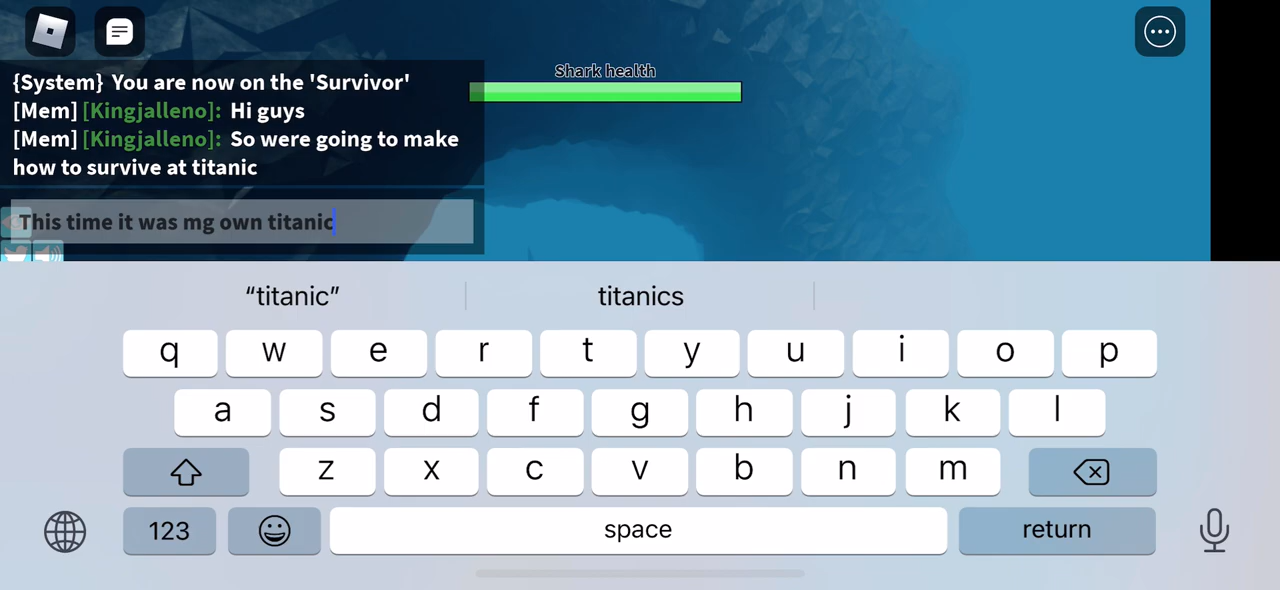 Shark health
{System} You are now on the 'Survivor'
[Mem] [Kingjalleno]: Hi guys
[Mem] [Kingjalleno]: So were going to make
how to survive at titanic
This time it was mg own titanic
“titanic” titanics
q w e r t y u i o p
a s d f g h j k l
z x c v b n m
123 space return